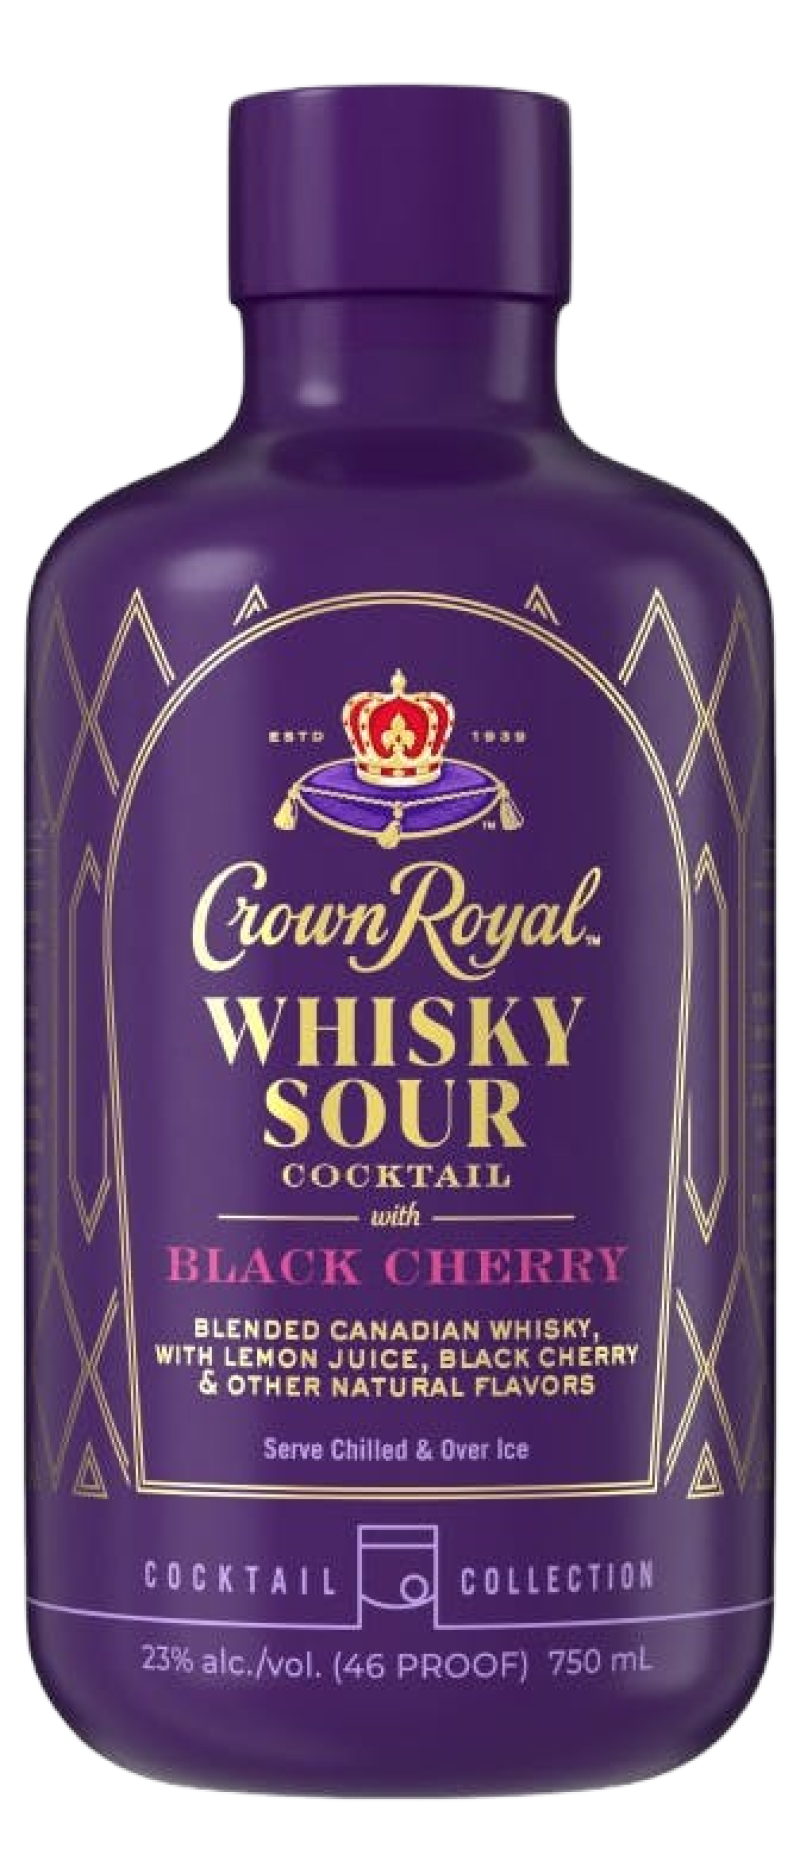 ESTD 1939
TM
Crown Royal™
WHISKY
SOUR
COCKTAIL
with
BLACK CHERRY
BLENDED CANADIAN WHISKY,
WITH LEMON JUICE, BLACK CHERRY
& OTHER NATURAL FLAVORS
Serve Chilled & Over Ice
COCKTAIL COLLECTION
23% alc./vol. (46 PROOF) 750 mL